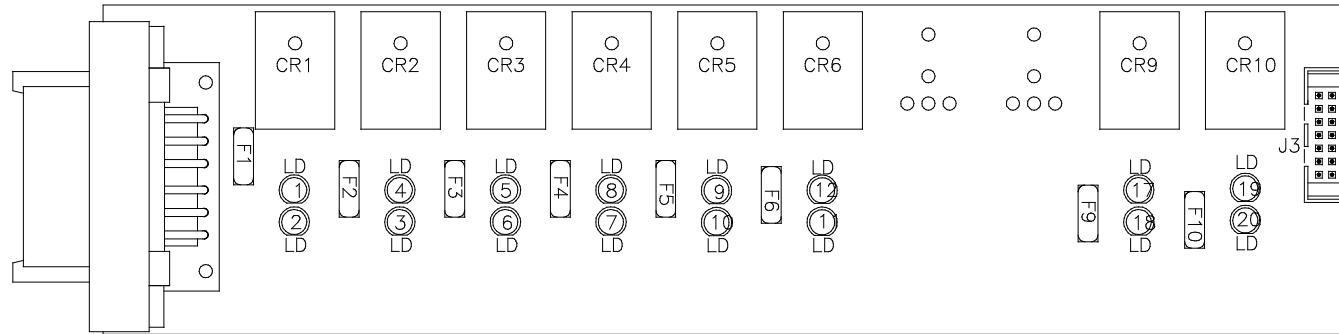 CR1 CR2 CR3 CR4 CR5 CR6 CR9 CR10
J3
F1 F2 F3 F4 F5 F6 F9 F10
LD LD LD LD LD LD LD LD
1 4 5 8 9 12 17 19
2 3 6 7 10 11 18 20
LD LD LD LD LD LD LD LD